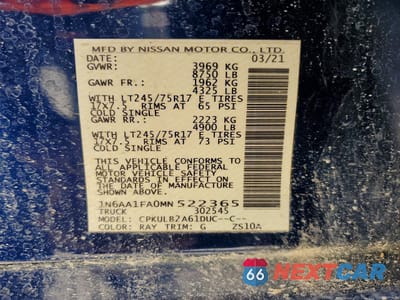 MFD BY NISSAN MOTOR CO., LTD.
DATE: 03/21
GVWR: 3969 KG
8750 LB
GAWR FR.: 1962 KG
4325 LB
WITH LT245/75R17 E TIRES
17X7.5 RIMS AT 65 PSI
COLD SINGLE
GAWR RR.: 2223 KG
4900 LB
WITH LT245/75R17 E TIRES
17X7.5 RIMS AT 73 PSI
COLD SINGLE
THIS VEHICLE CONFORMS TO
ALL APPLICABLE FEDERAL
MOTOR VEHICLE SAFETY
STANDARDS IN EFFECT ON THE
DATE OF MANUFACTURE SHOWN
ABOVE.
1N6AA1FA0MN522365
TRUCK 302545
MODEL: CPKULB2A61DUC--C--
COLOR: RAY TRIM: G ZS10A
66 NEXTCAR